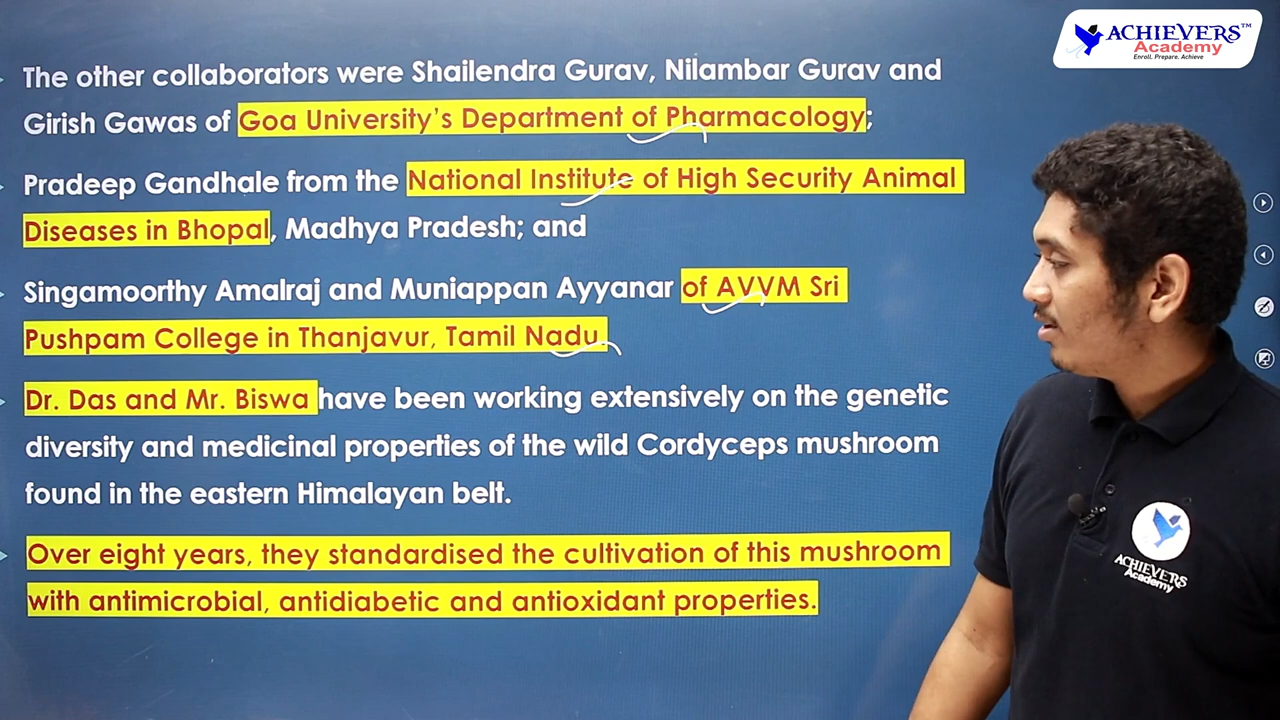 ACHIEVERS™
Academy
Enroll. Prepare. Achieve
The other collaborators were Shailendra Gurav, Nilambar Gurav and
Girish Gawas of Goa University's Department of Pharmacology;
Pradeep Gandhale from the National Institute of High Security Animal
Diseases in Bhopal, Madhya Pradesh; and
Singamoorthy Amalraj and Muniappan Ayyanar of AVVM Sri
Pushpam College in Thanjavur, Tamil Nadu
Dr. Das and Mr. Biswa have been working extensively on the genetic
diversity and medicinal properties of the wild Cordyceps mushroom
found in the eastern Himalayan belt.
Over eight years, they standardised the cultivation of this mushroom
with antimicrobial, antidiabetic and antioxidant properties.
ACHIEVERS
Academy